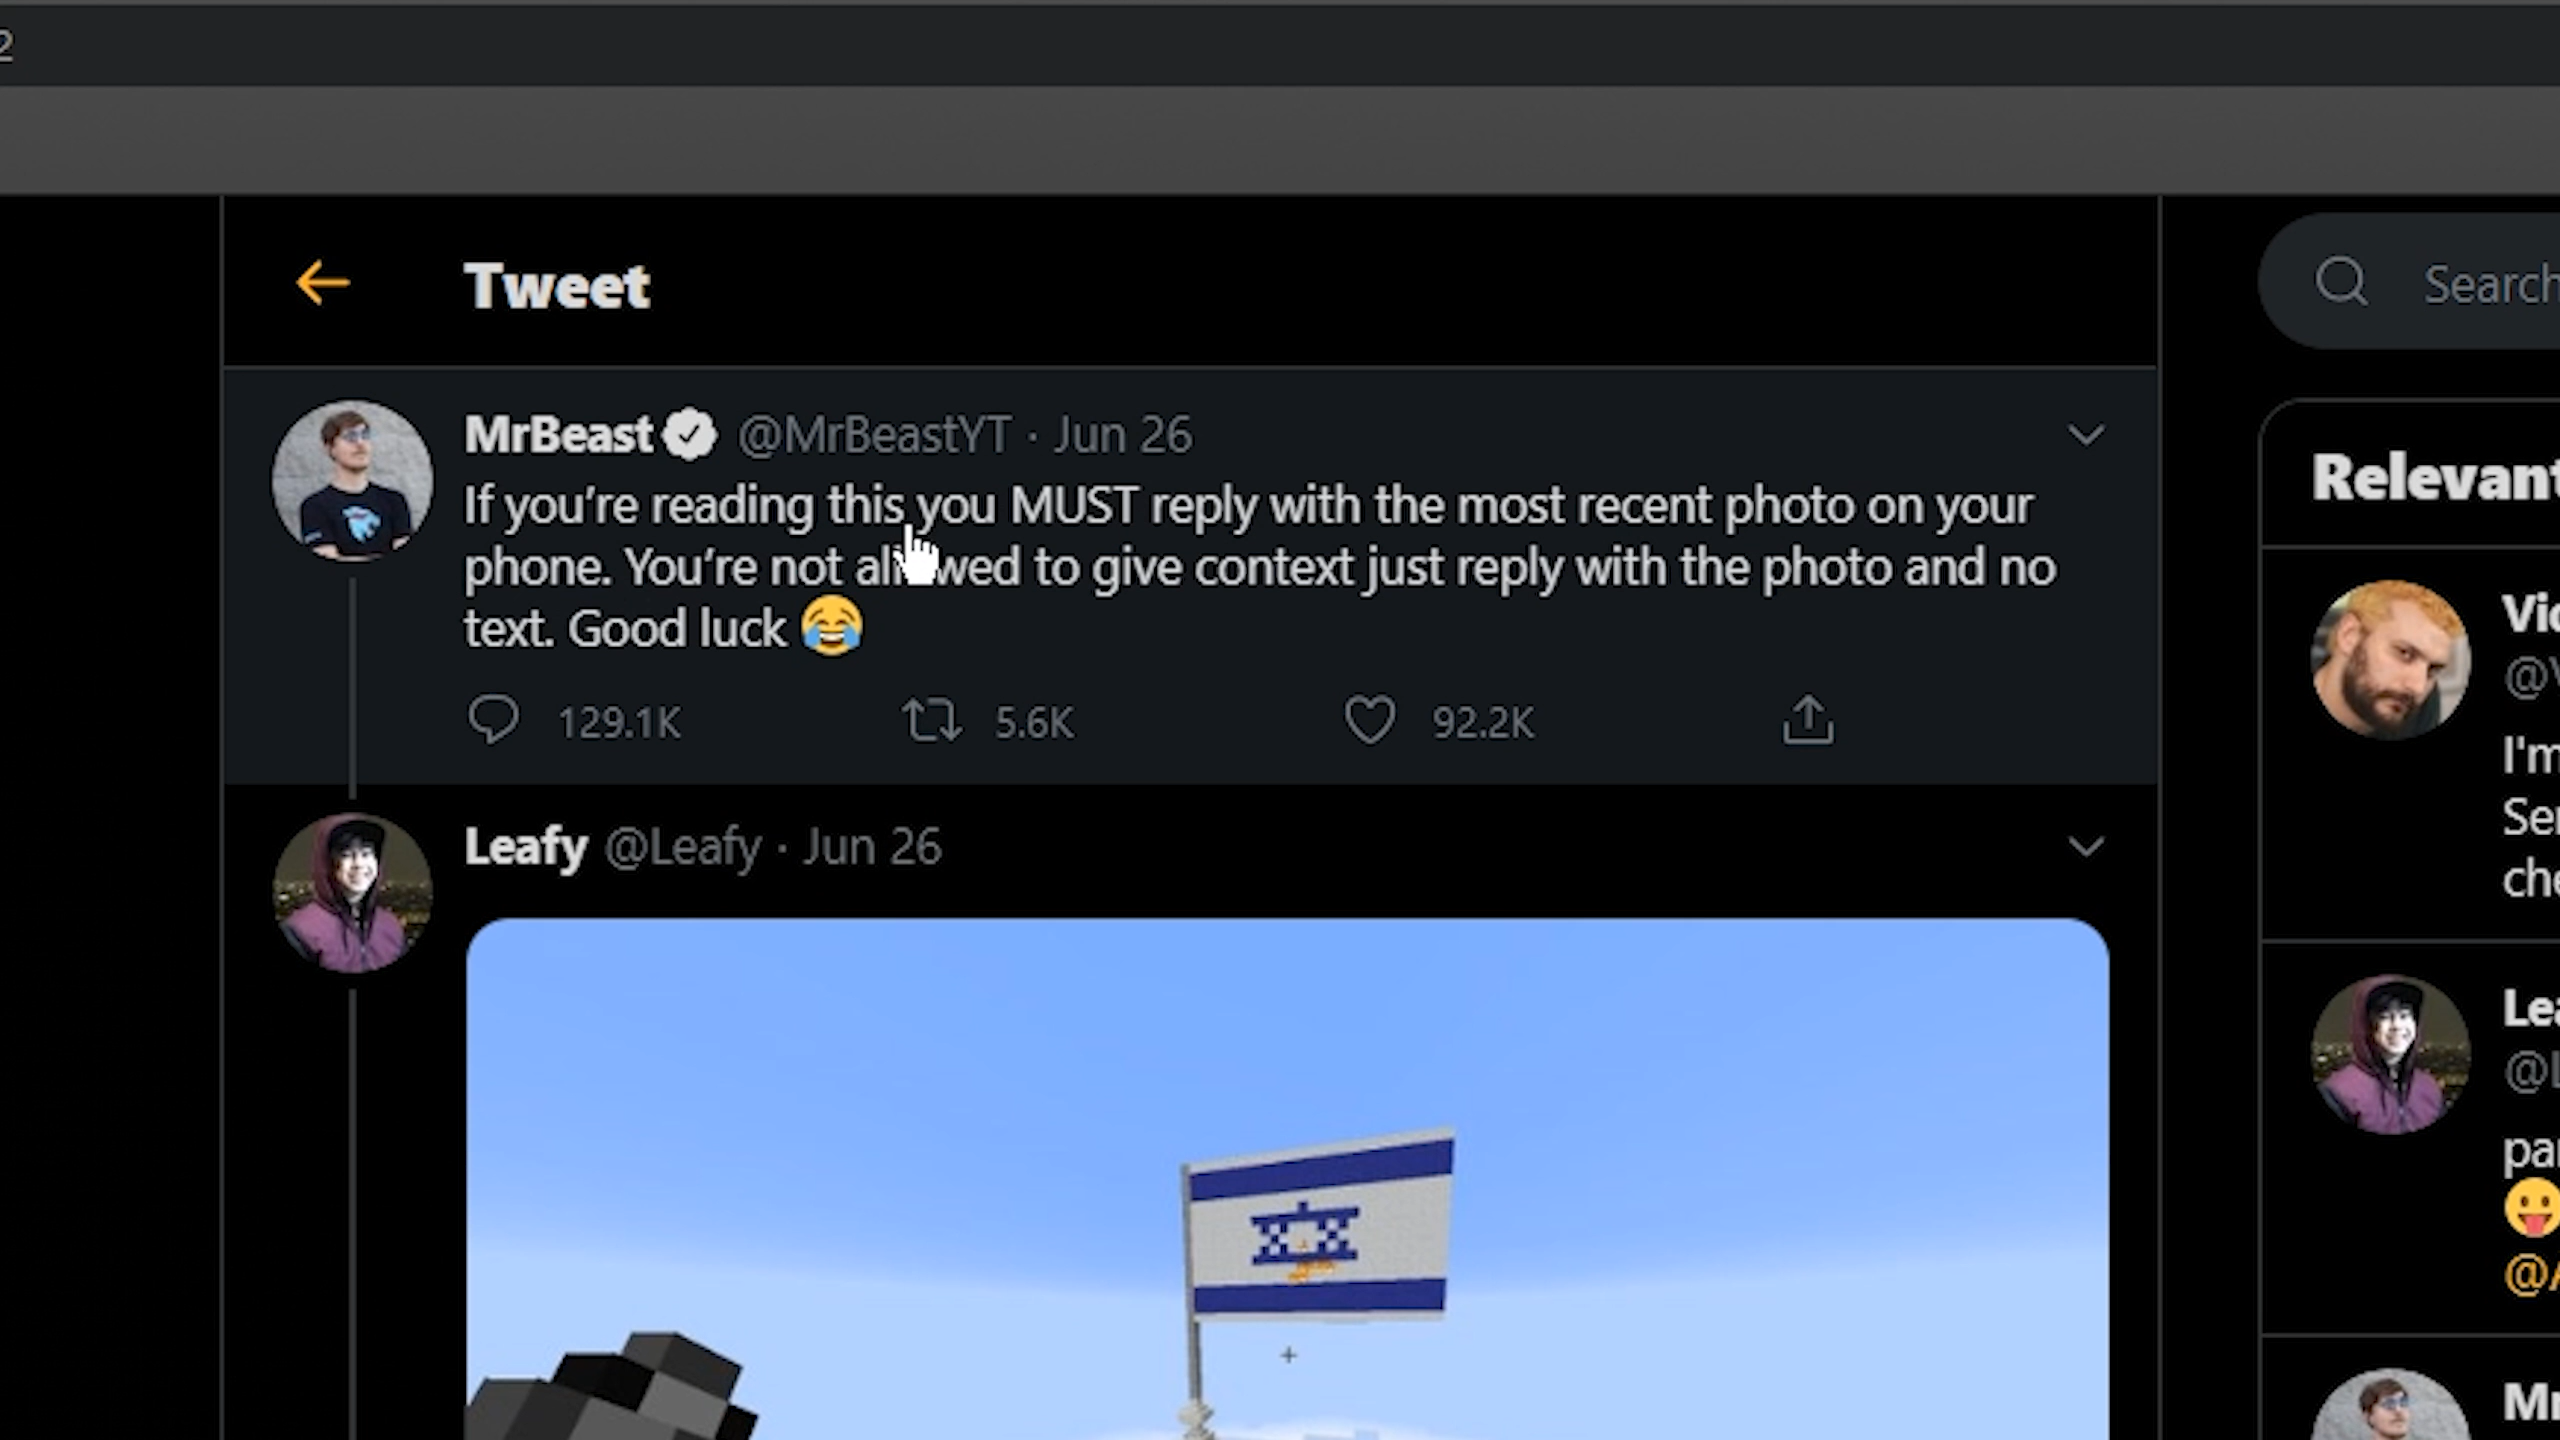 2
Tweet
Search
MrBeast @MrBeastYT · Jun 26
If you're reading this you MUST reply with the most recent photo on your
phone. You're not allowed to give context just reply with the photo and no
text. Good luck 😂
129.1K 5.6K 92.2K
Leafy @Leafy · Jun 26
Relevant
I'm